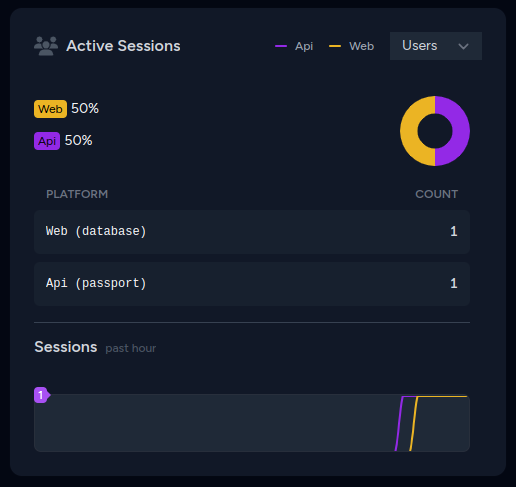 Active Sessions
Api Web Users
Web 50%
Api 50%
PLATFORM COUNT
Web (database) 1
Api (passport) 1
Sessions past hour
1